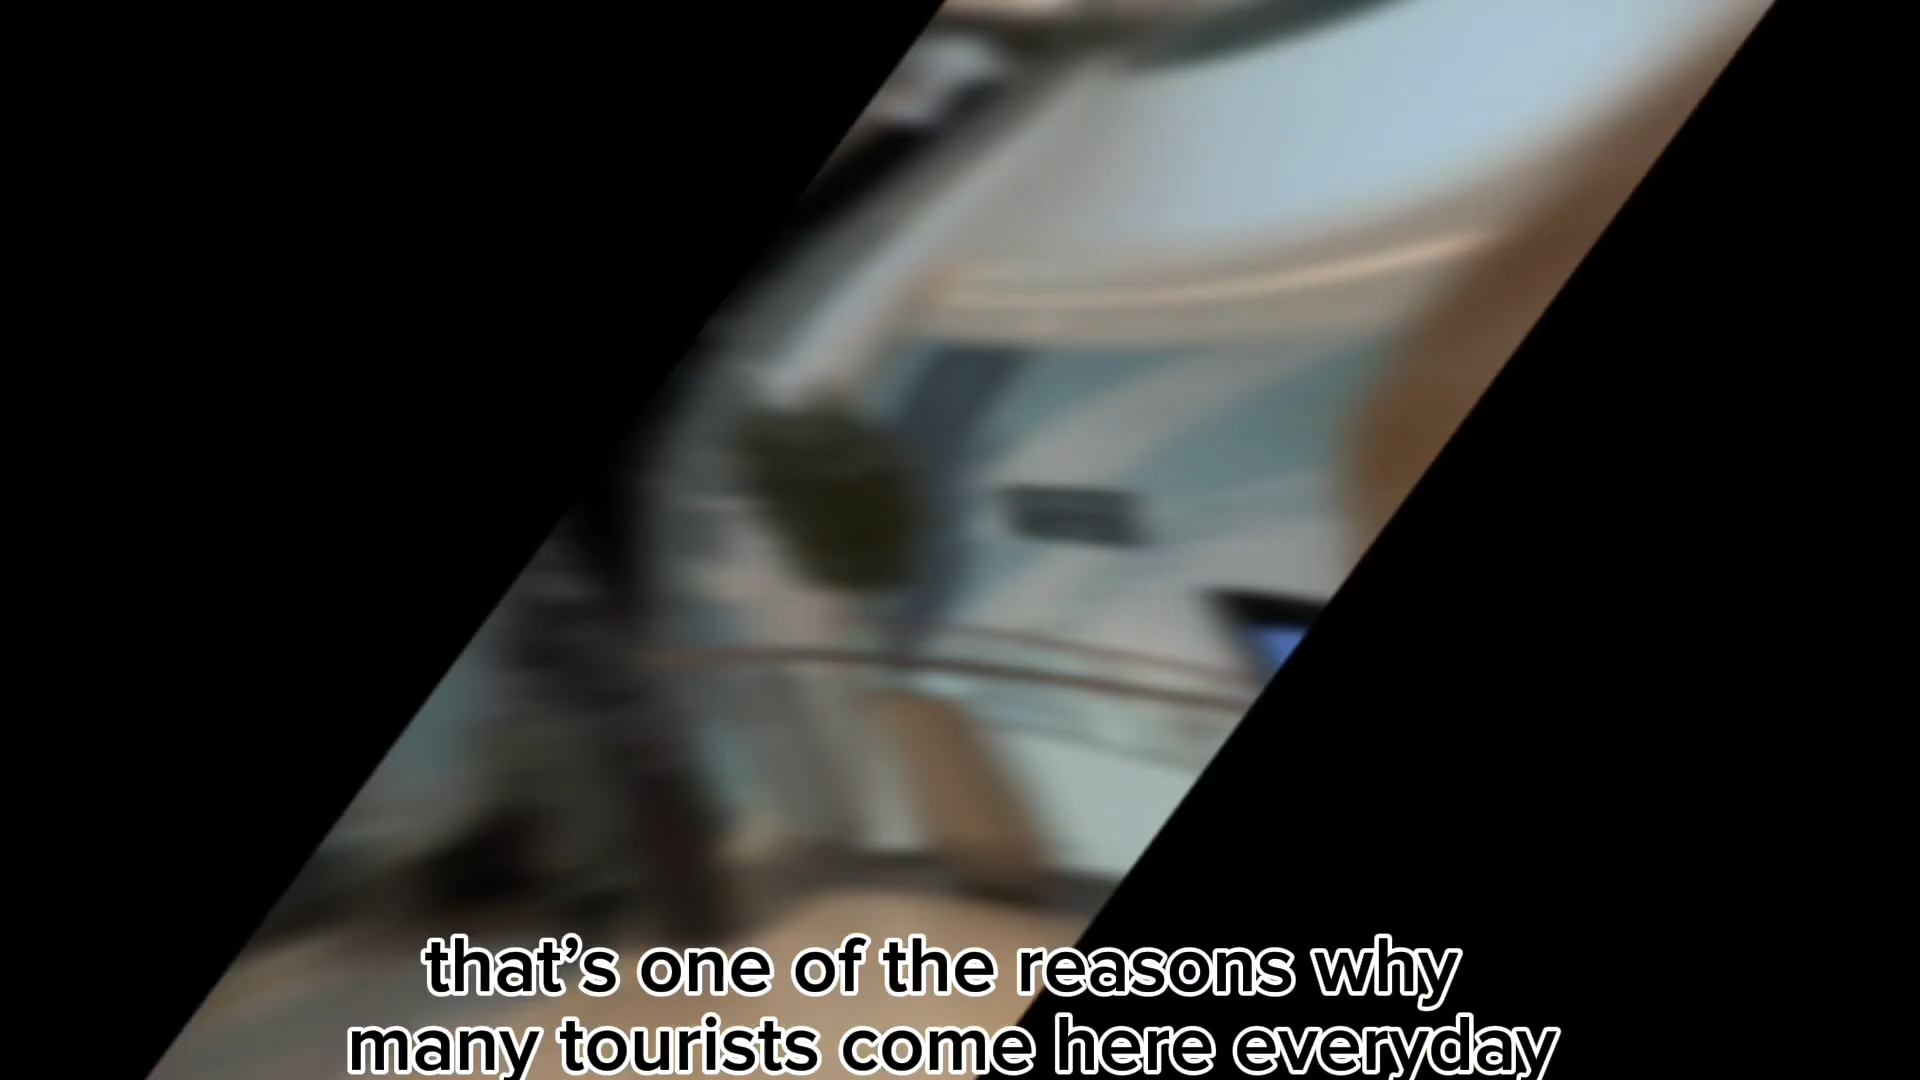 that’s one of the reasons why
many tourists come here everyday